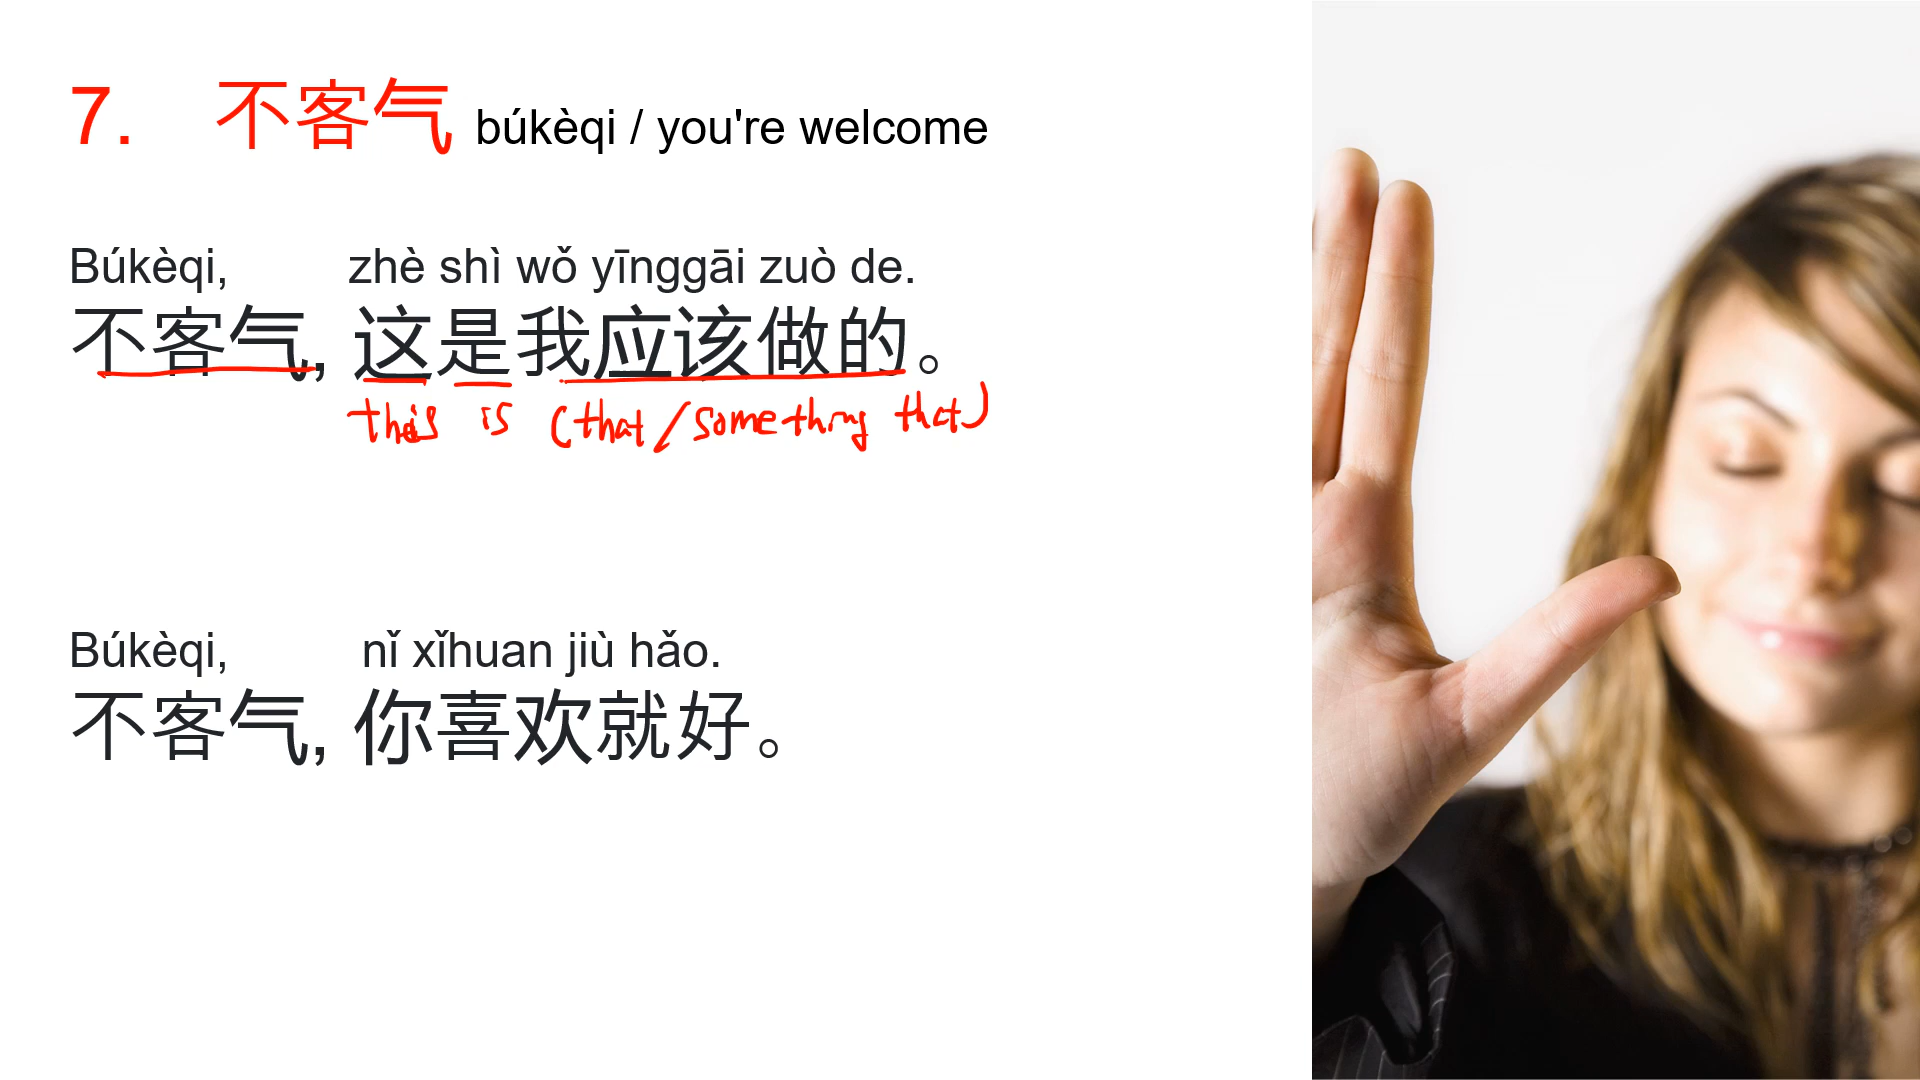 7. 不客气 búkèqi / you're welcome
Búkèqi, zhè shì wǒ yīnggāi zuò de.
不客气, 这是我应该做的。
this is (that/something that)
Búkèqi, nǐ xǐhuan jiù hǎo.
不客气, 你喜欢就好。